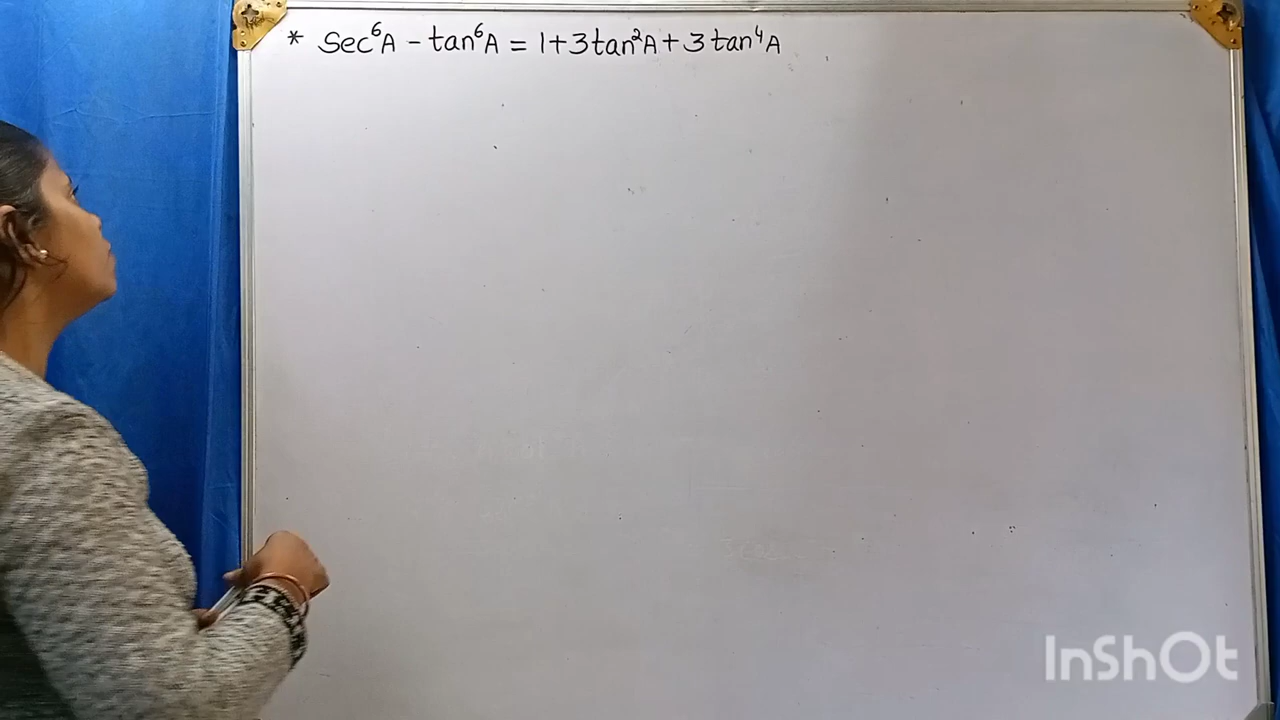 * Sec⁶A - tan⁶A = 1+3tan²A+3tan⁴A
InShOt